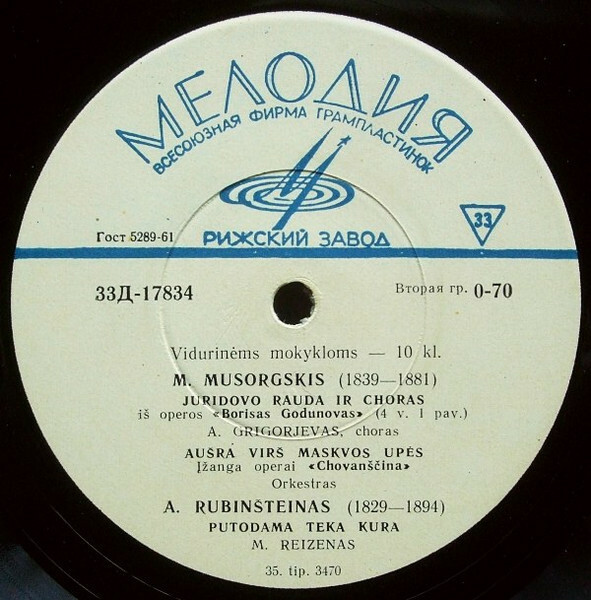 МЕЛОДИЯ
ВСЕСОЮЗНАЯ ФИРМА ГРАМПЛАСТИНОК
33
Гост 5289-61
РИЖСКИЙ ЗАВОД
33Д-17834
Вторая гр. 0-70
Vidurinėms mokykloms — 10 kl.
M. MUSORGSKIS (1839—1881)
JURIDOVO RAUDA IR CHORAS
iš operos «Borisas Godunovas» (4 v. 1 pav.)
A. GRIGORJEVAS, choras
AUŠRA VIRŠ MASKVOS UPĖS
Įžanga operai «Chovanščina»
Orkestras
A. RUBINŠTEINAS (1829—1894)
PUTODAMA TEKA KURA
M. REIZENAS
35. tip. 3470